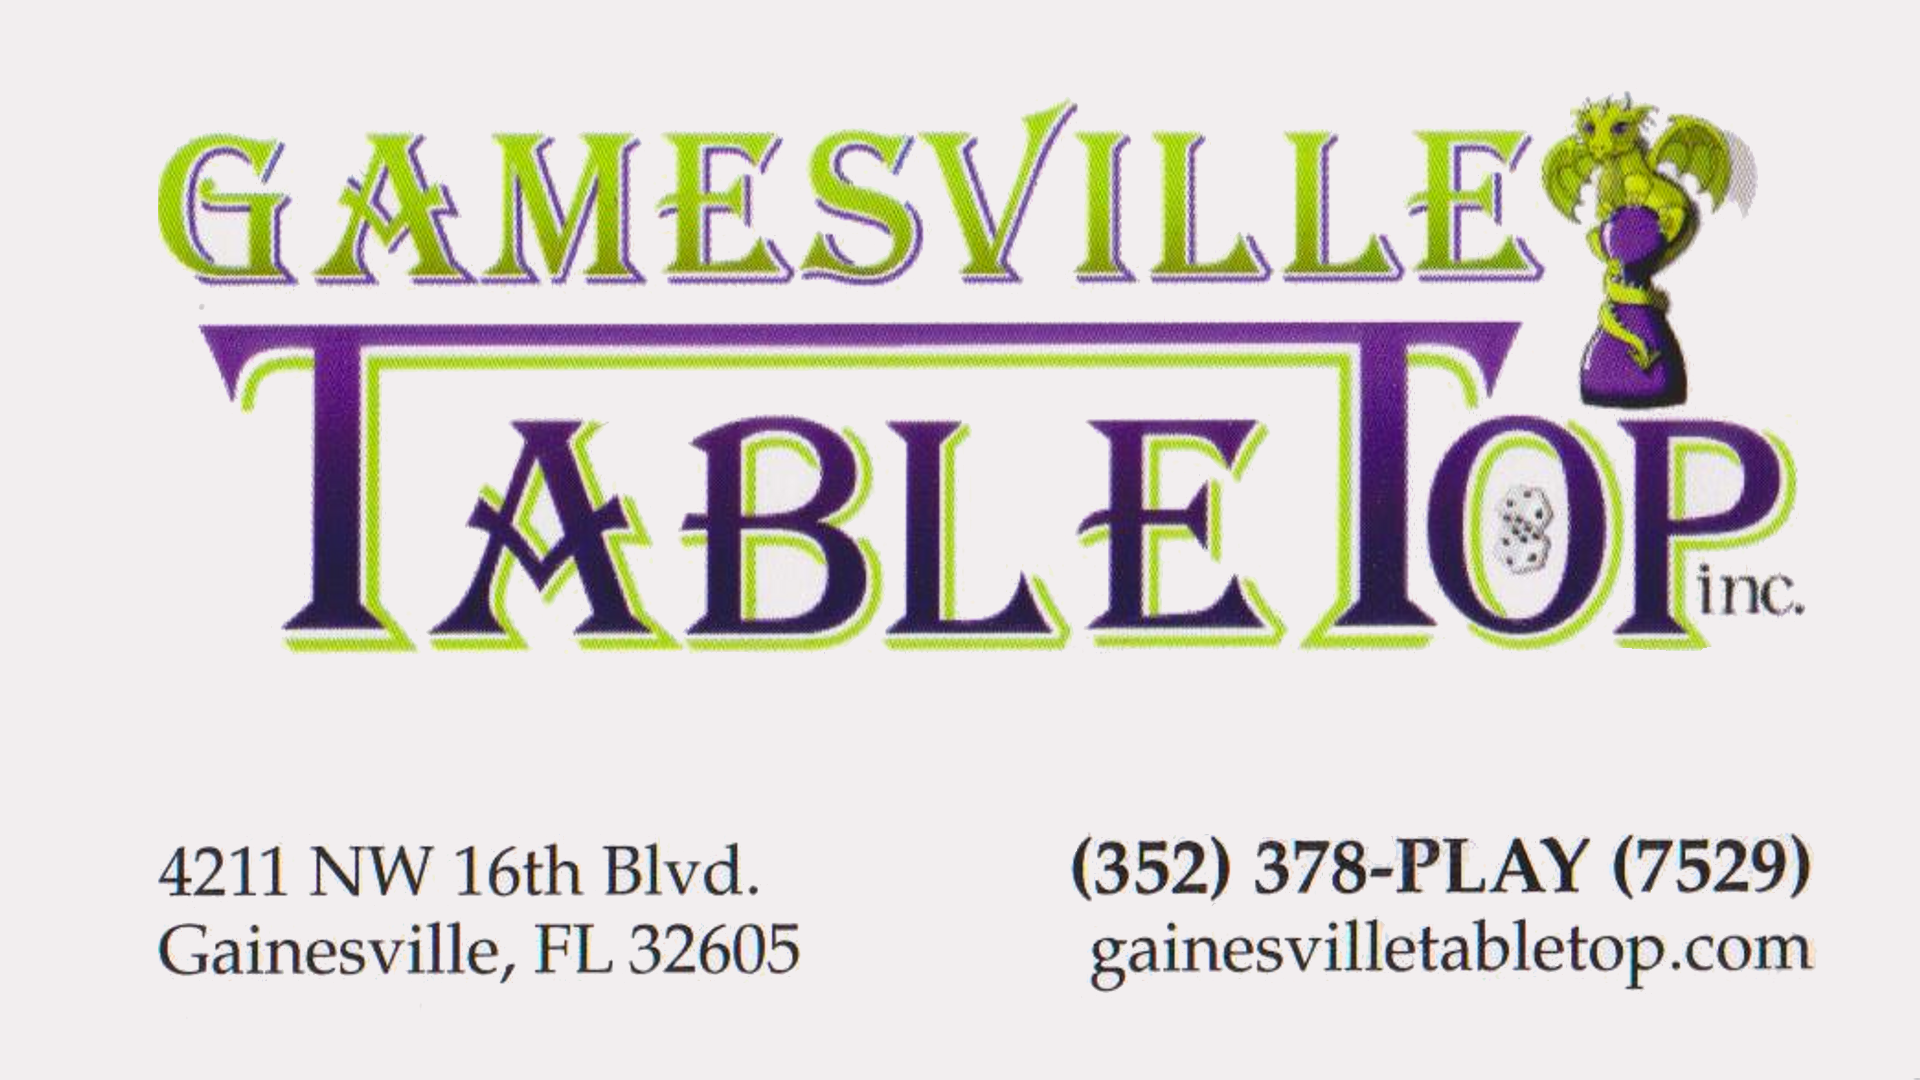 GAMESVILLE
TABLETOP
inc.
4211 NW 16th Blvd.
Gainesville, FL 32605
(352) 378-PLAY (7529)
gainesvilletabletop.com